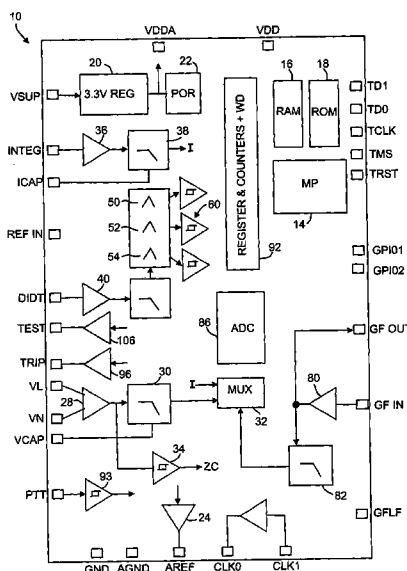 10
VDDA
VDD
20
22
VSUP
3.3V REG
POR
16
18
RAM
ROM
TD1
TD0
TCLK
TMS
TRST
36
38
INTEG
I
ICAP
REGISTER & COUNTERS + WD
MP
14
50
52
54
60
REF IN
92
GPI01
GPI02
40
DIDT
TEST
106
86
ADC
GF OUT
TRIP
96
VL
30
I
MUX
80
VN
28
32
GF IN
VCAP
34
ZC
82
93
PTT
24
GFLF
GND
AGND
AREF
CLK0
CLK1